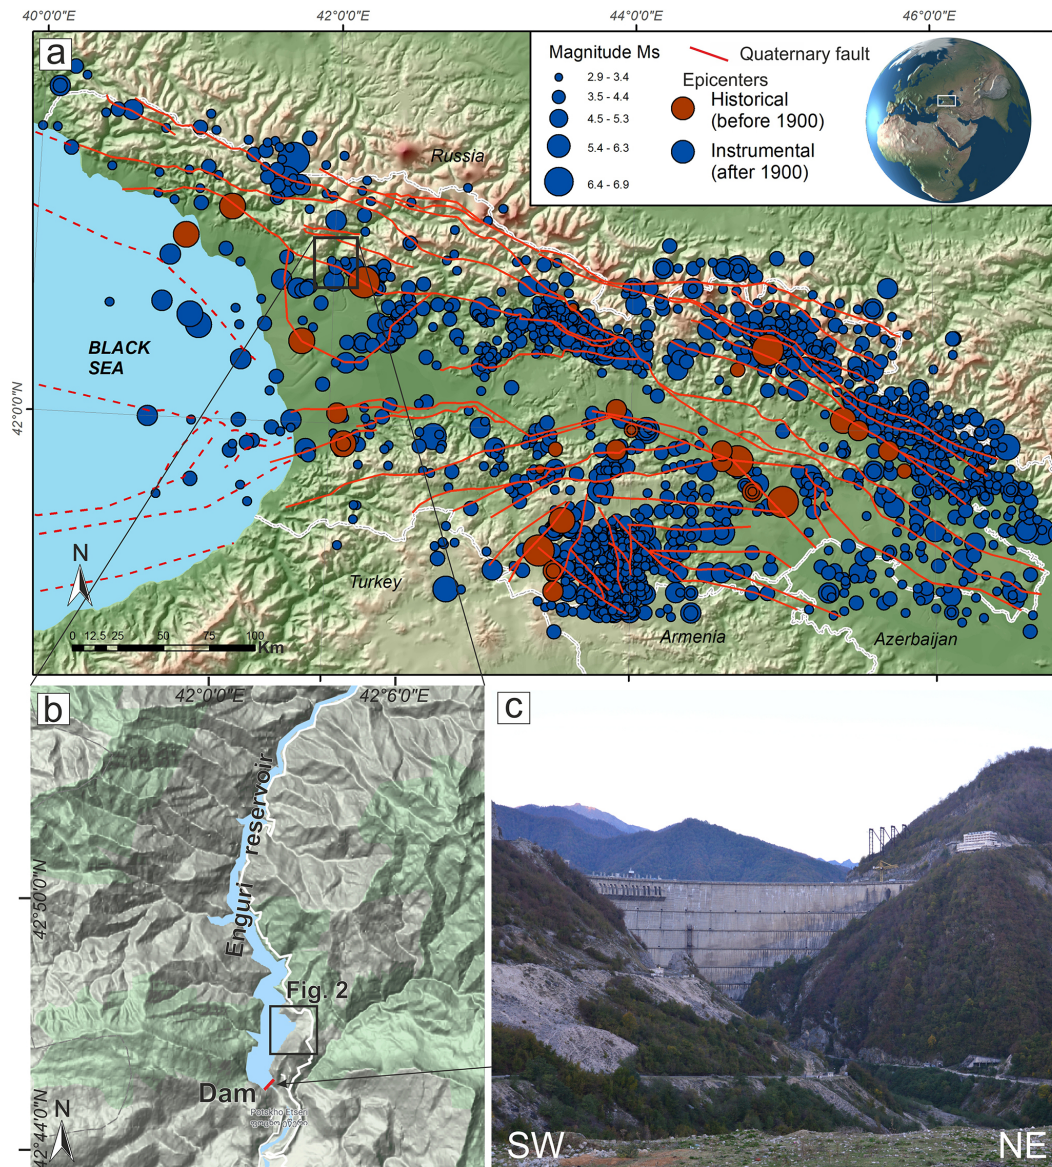 40°0'0"E
42°0'0"E
44°0'0"E
46°0'0"E
a
Magnitude Ms
2.9 - 3.4
3.5 - 4.4
4.5 - 5.3
5.4 - 6.3
6.4 - 6.9
Quaternary fault
Epicenters
Historical
(before 1900)
Instrumental
(after 1900)
Russia
BLACK
SEA
42°0'0"N
N
Turkey
Armenia
Azerbaijan
0 12.5 25 50 75 100
Km
b
42°0'0"E
42°6'0"E
Enguri reservoir
42°50'0"N
Fig. 2
Dam
Potskho Etseri
N
42°44'0"N
c
SW
NE